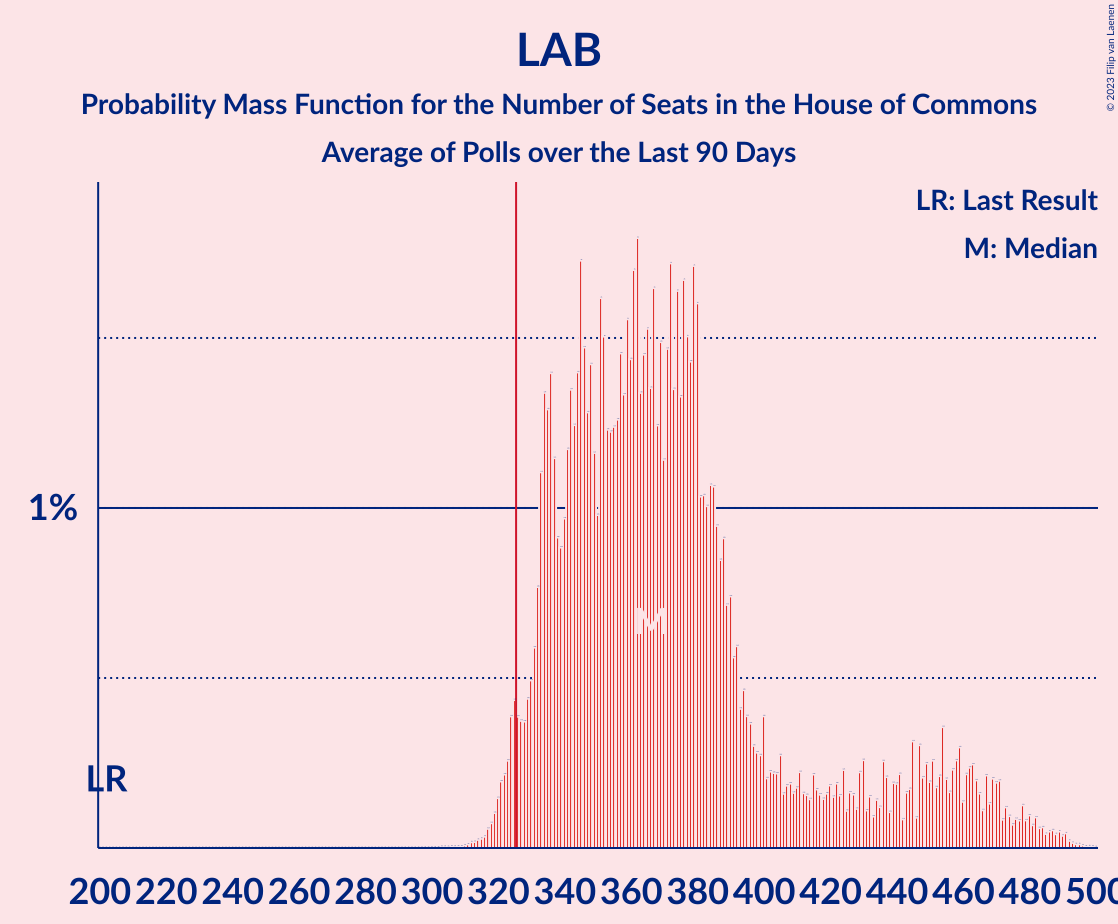 LAB
Probability Mass Function for the Number of Seats in the House of Commons
Average of Polls over the Last 90 Days
© 2023 Filip van Laenen
LR: Last Result
M: Median
1%
M
LR
200 220 240 260 280 300 320 340 360 380 400 420 440 460 480 500